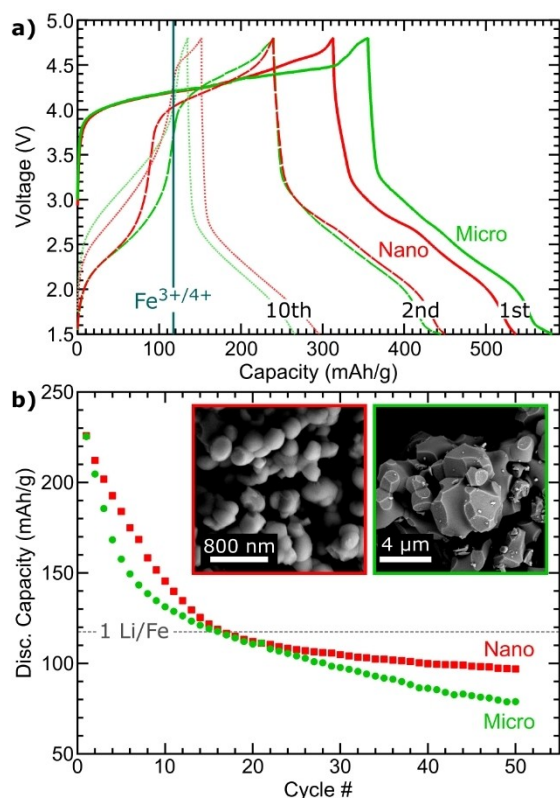 a)
5.0
4.5
4.0
3.5
3.0
2.5
2.0
1.5
Voltage (V)
Nano
Micro
Fe3+/4+
10th
2nd
1st
0
100
200
300
400
500
Capacity (mAh/g)
b)
250
200
150
100
50
Disc. Capacity (mAh/g)
800 nm
4 µm
1 Li/Fe
Nano
Micro
0
10
20
30
40
50
Cycle #